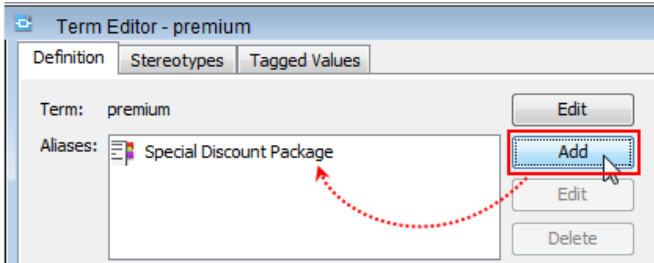 Term Editor - premium
Definition Stereotypes Tagged Values
Term: premium Edit
Aliases: Special Discount Package Add
Edit
Delete